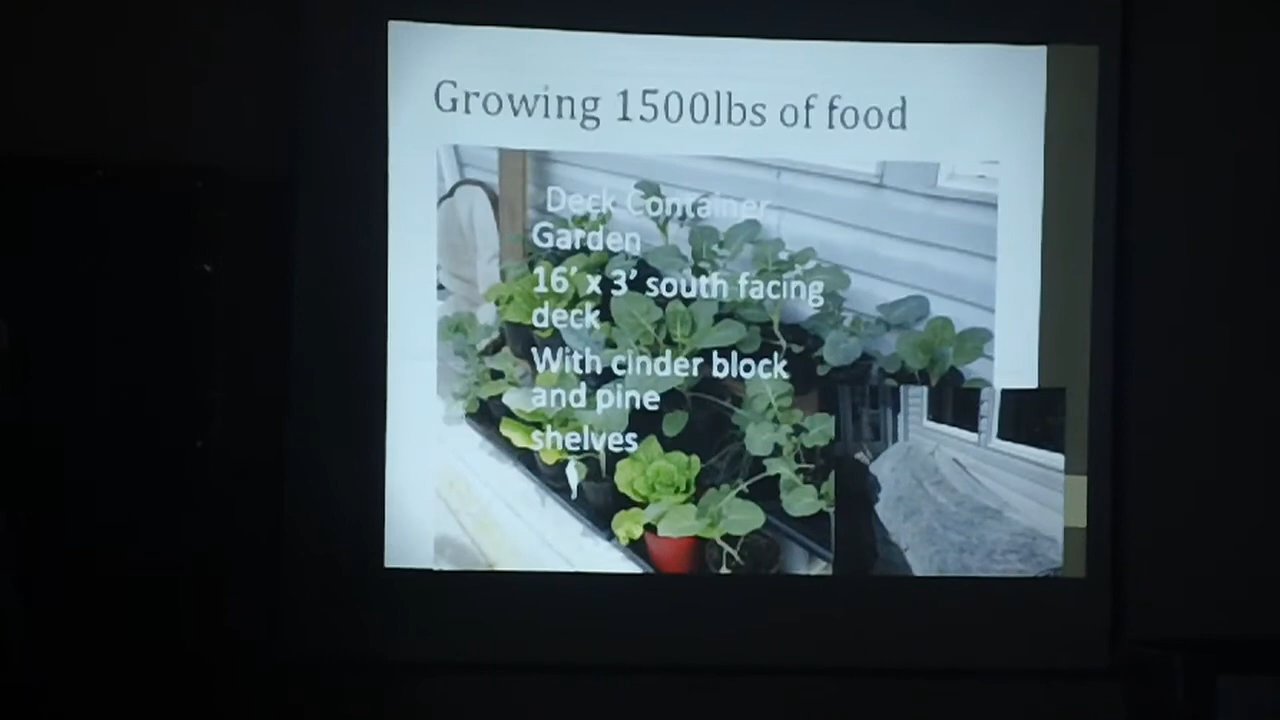 Growing 1500lbs of food
Deck Container
Garden
16' x 3' south facing
deck
With cinder block
and pine
shelves